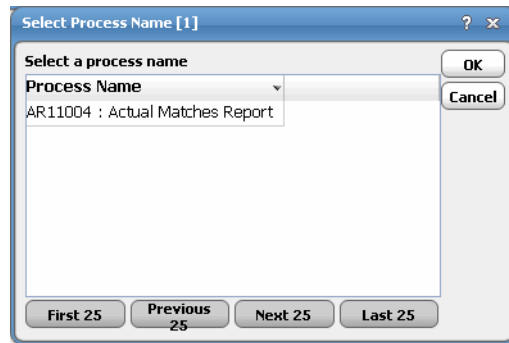 Select Process Name [1]
? x
Select a process name
OK
Process Name
Cancel
AR11004 : Actual Matches Report
First 25
Previous
25
Next 25
Last 25